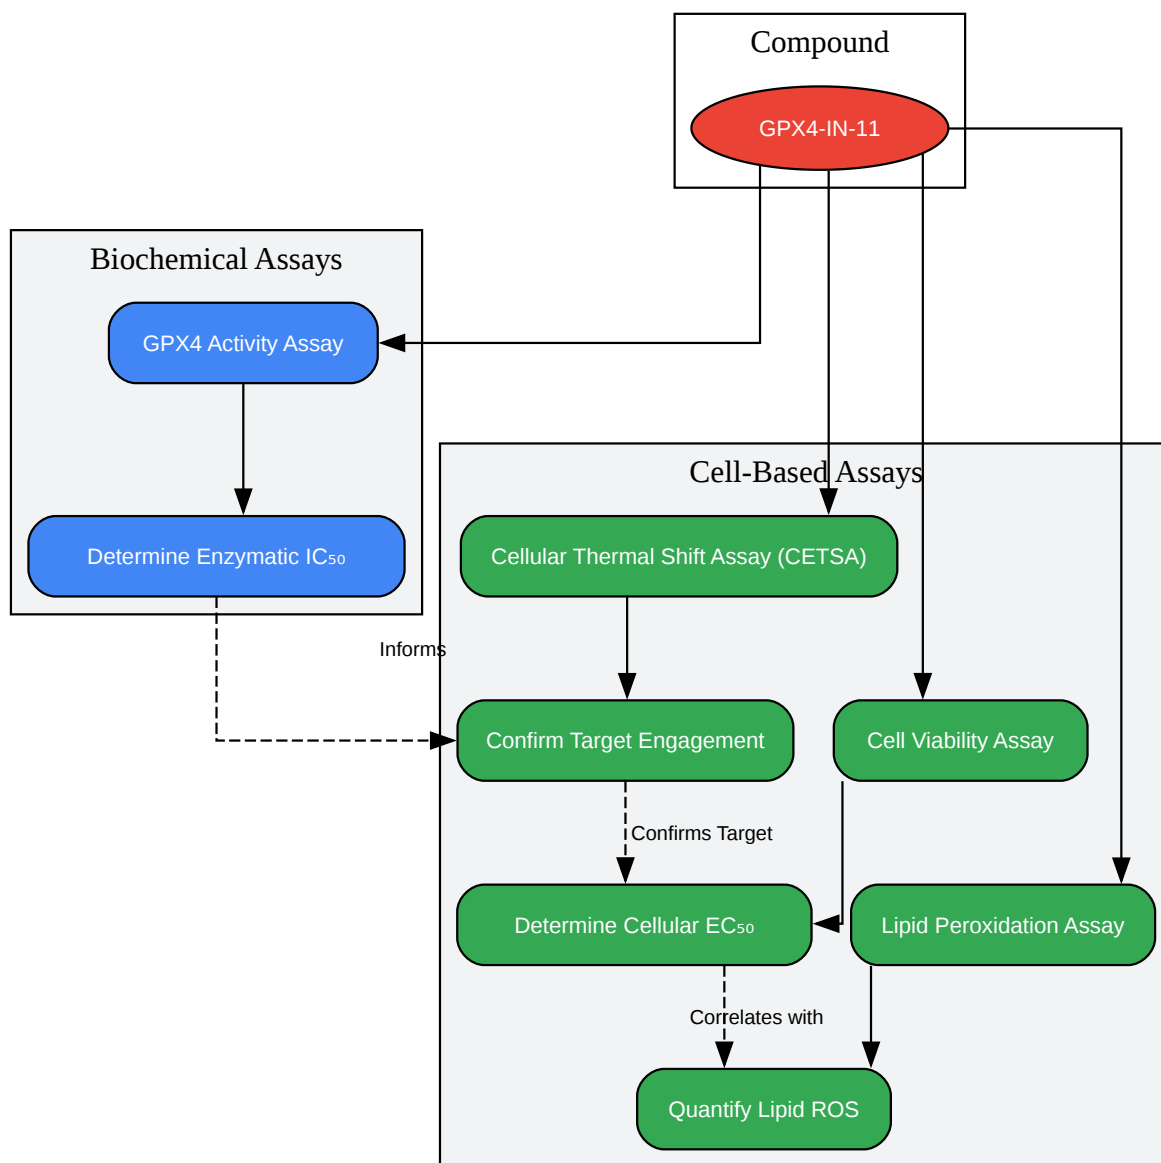 Compound
GPX4-IN-11
Biochemical Assays
GPX4 Activity Assay
Determine Enzymatic IC₅₀
Informs
Cell-Based Assays
Cellular Thermal Shift Assay (CETSA)
Confirm Target Engagement
Cell Viability Assay
Confirms Target
Determine Cellular EC₅₀
Lipid Peroxidation Assay
Correlates with
Quantify Lipid ROS